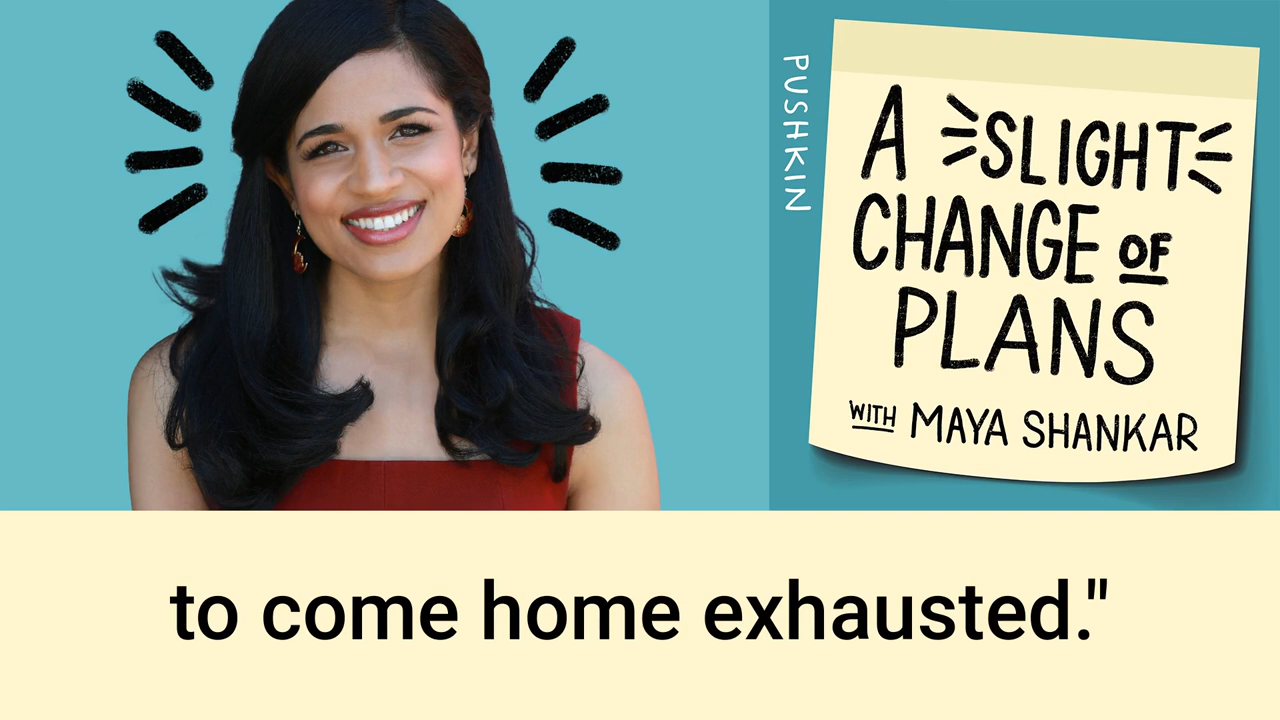 PUSHKIN
A SLIGHT
CHANGE OF
PLANS
WITH MAYA SHANKAR
to come home exhausted."